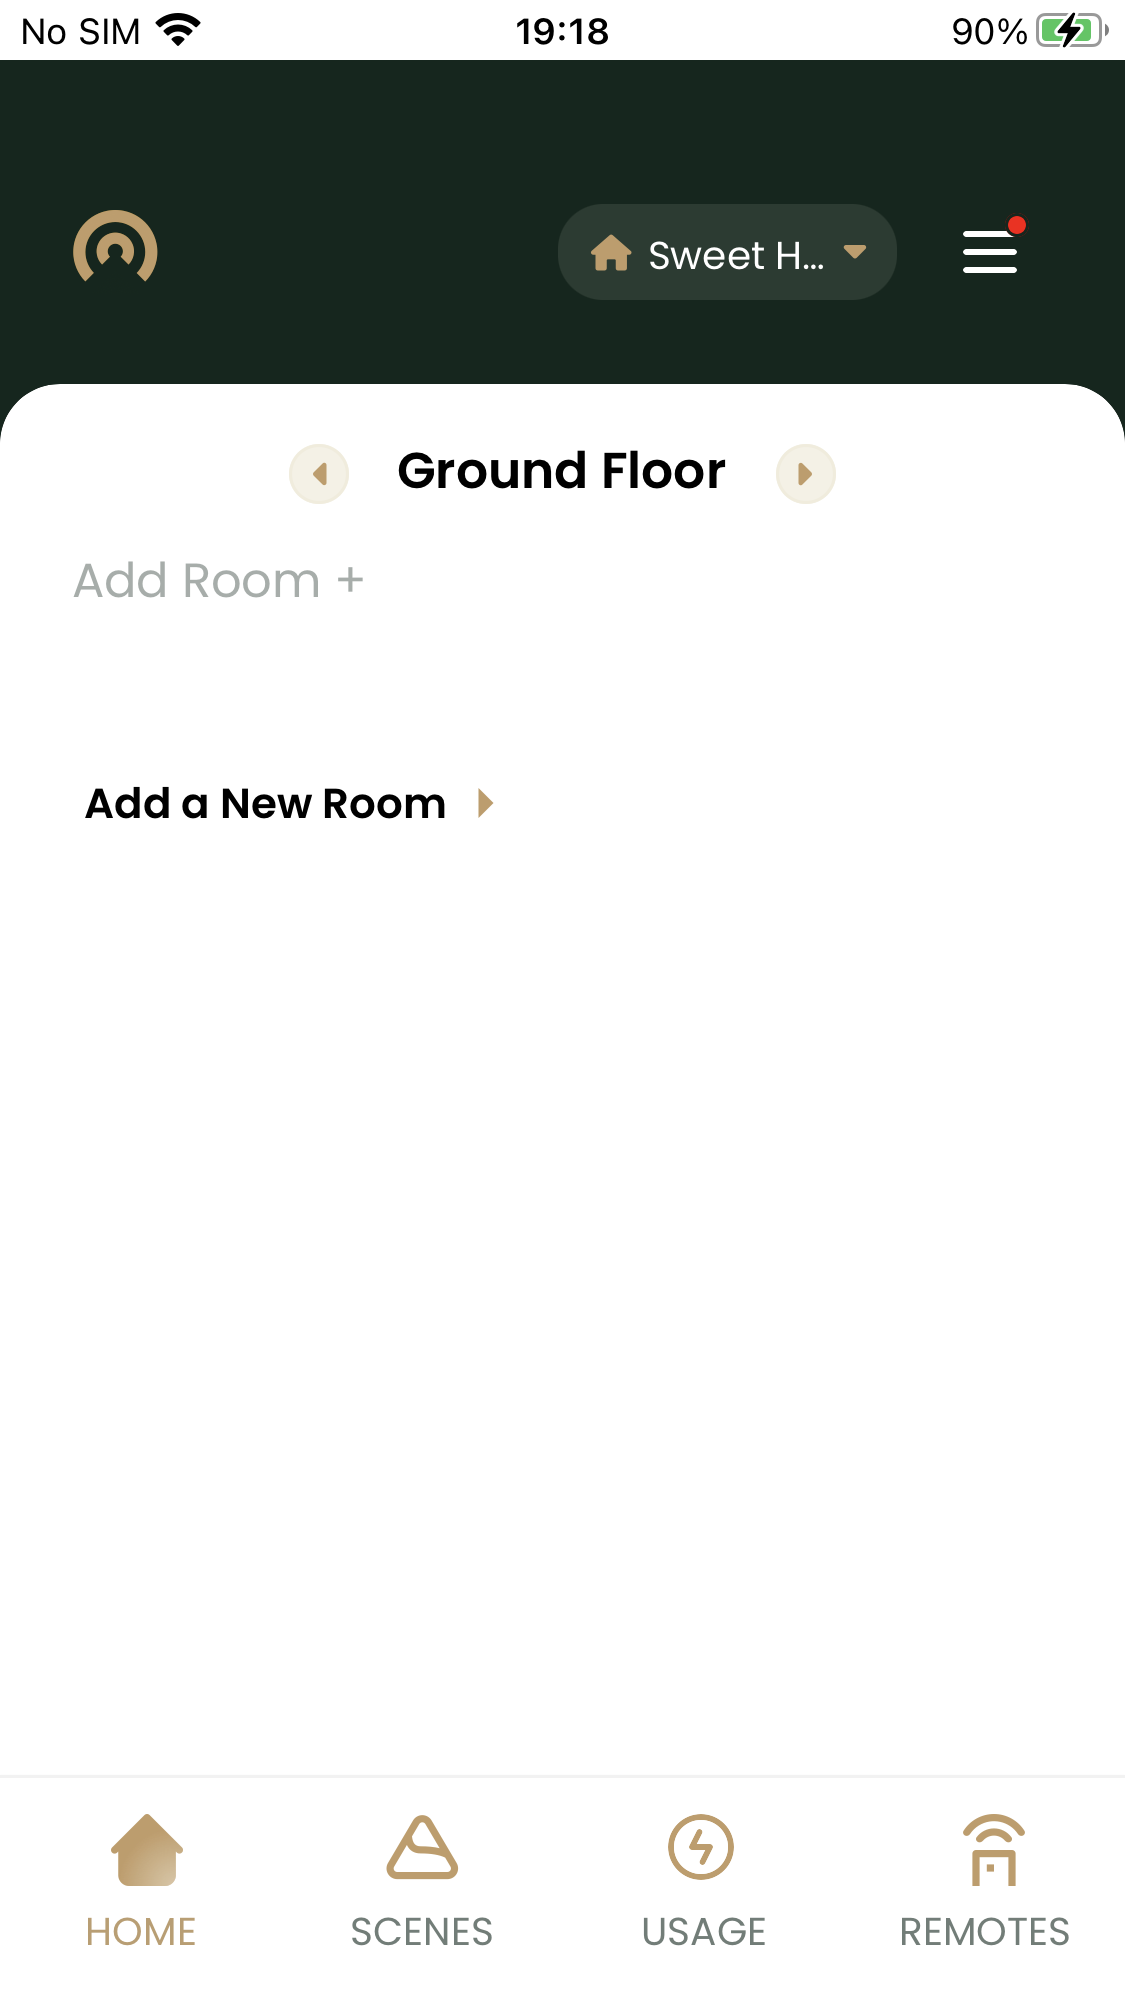 No SIM 19:18 90%
Sweet H...
Ground Floor
Add Room +
Add a New Room
HOME SCENES USAGE REMOTES